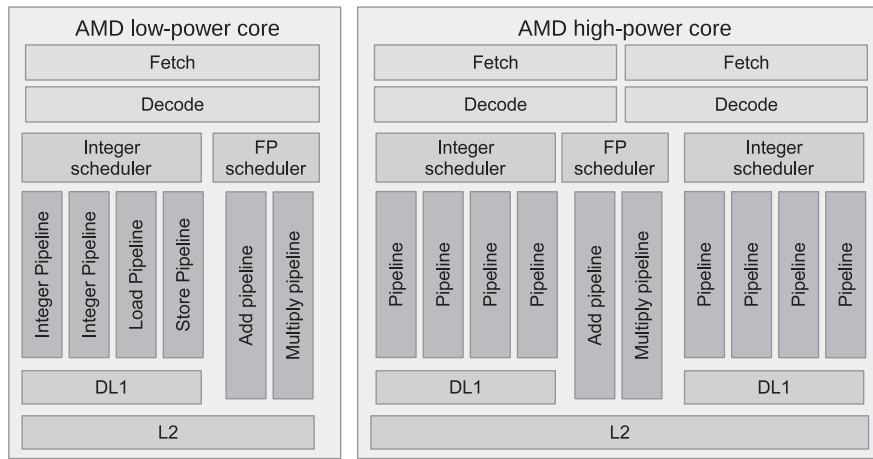 AMD low-power core
Fetch
Decode
Integer
scheduler
FP
scheduler
Integer Pipeline
Integer Pipeline
Load Pipeline
Store Pipeline
Add pipeline
Multiply pipeline
DL1
L2
AMD high-power core
Fetch
Fetch
Decode
Decode
Integer
scheduler
FP
scheduler
Integer
scheduler
Pipeline
Pipeline
Pipeline
Pipeline
Add pipeline
Multiply pipeline
Pipeline
Pipeline
Pipeline
Pipeline
DL1
DL1
L2